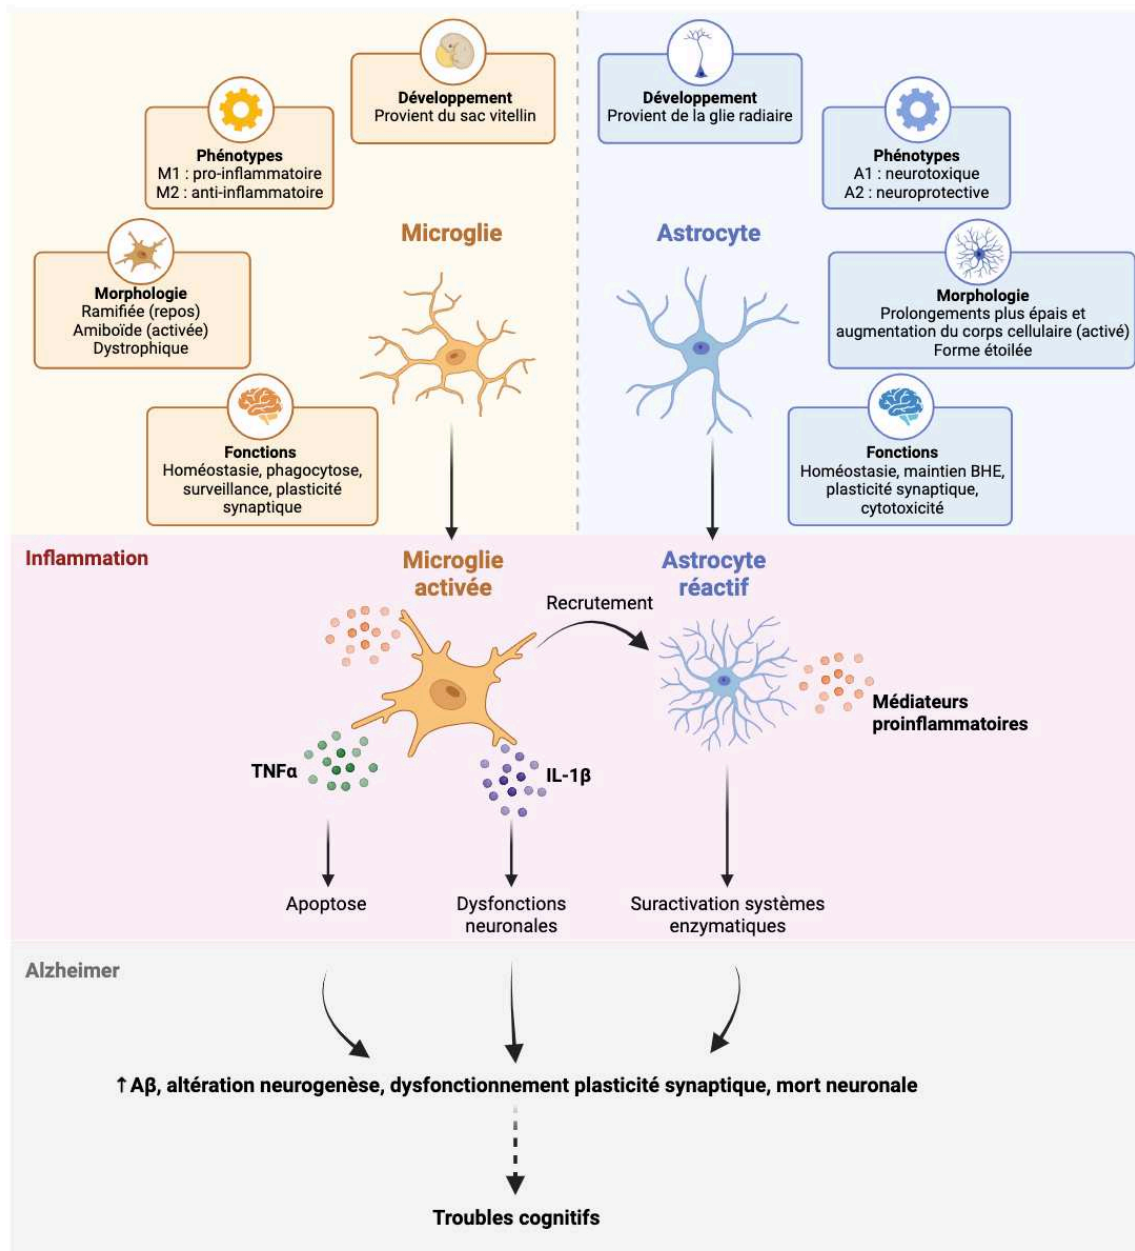 Développement
Provient du sac vitellin
Phénotypes
M1 : pro-inflammatoire
M2 : anti-inflammatoire
Microglie
Morphologie
Ramifiée (repos)
Amiboïde (activée)
Dystrophique
Fonctions
Homéostasie, phagocytose,
surveillance, plasticité
synaptique
Développement
Provient de la glie radiaire
Phénotypes
A1 : neurotoxique
A2 : neuroprotective
Astrocyte
Morphologie
Prolongements plus épais et
augmentation du corps cellulaire (activé)
Forme étoilée
Fonctions
Homéostasie, maintien BHE,
plasticité synaptique,
cytotoxicité
Inflammation
Microglie
activée
Recrutement
Astrocyte
réactif
Médiateurs
proinflammatoires
TNFα
IL-1β
Apoptose
Dysfonctions
neuronales
Suractivation systèmes
enzymatiques
Alzheimer
↑Aβ, altération neurogenèse, dysfonctionnement plasticité synaptique, mort neuronale
Troubles cognitifs